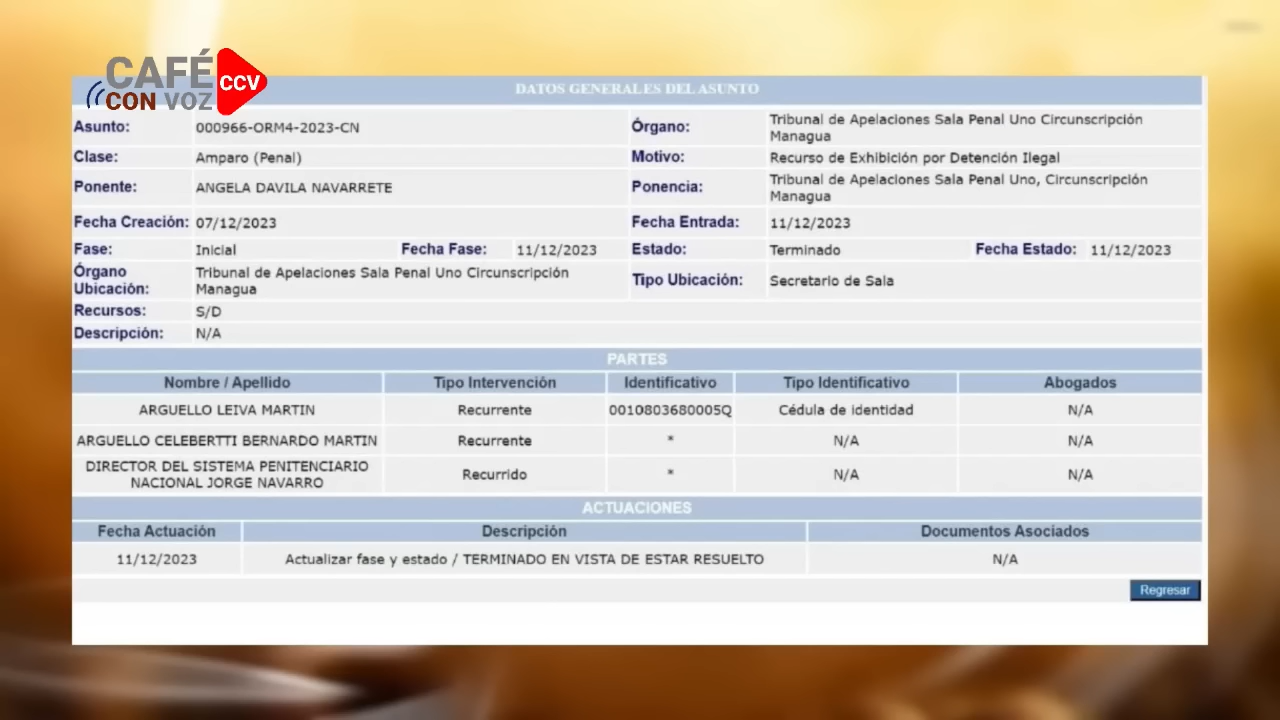 CAFÉ
CON VOZ
CCV
DATOS GENERALES DEL ASUNTO
Asunto: 000966-ORM4-2023-CN Órgano: Tribunal de Apelaciones Sala Penal Uno Circunscripción
Managua
Clase: Amparo (Penal) Motivo: Recurso de Exhibición por Detención Ilegal
Ponente: ANGELA DAVILA NAVARRETE Ponencia: Tribunal de Apelaciones Sala Penal Uno, Circunscripción
Managua
Fecha Creación: 07/12/2023 Fecha Entrada: 11/12/2023
Fase: Inicial Fecha Fase: 11/12/2023 Estado: Terminado Fecha Estado: 11/12/2023
Órgano
Ubicación: Tribunal de Apelaciones Sala Penal Uno Circunscripción
Managua Tipo Ubicación: Secretario de Sala
Recursos: S/D
Descripción: N/A
PARTES
Nombre / Apellido Tipo Intervención Identificativo Tipo Identificativo Abogados
ARGUELLO LEIVA MARTIN Recurrente 0010803680005Q Cédula de identidad N/A
ARGUELLO CELEBERTTI BERNARDO MARTIN Recurrente * N/A N/A
DIRECTOR DEL SISTEMA PENITENCIARIO
NACIONAL JORGE NAVARRO Recurrido * N/A N/A
ACTUACIONES
Fecha Actuación Descripción Documentos Asociados
11/12/2023 Actualizar fase y estado / TERMINADO EN VISTA DE ESTAR RESUELTO N/A
Regresar